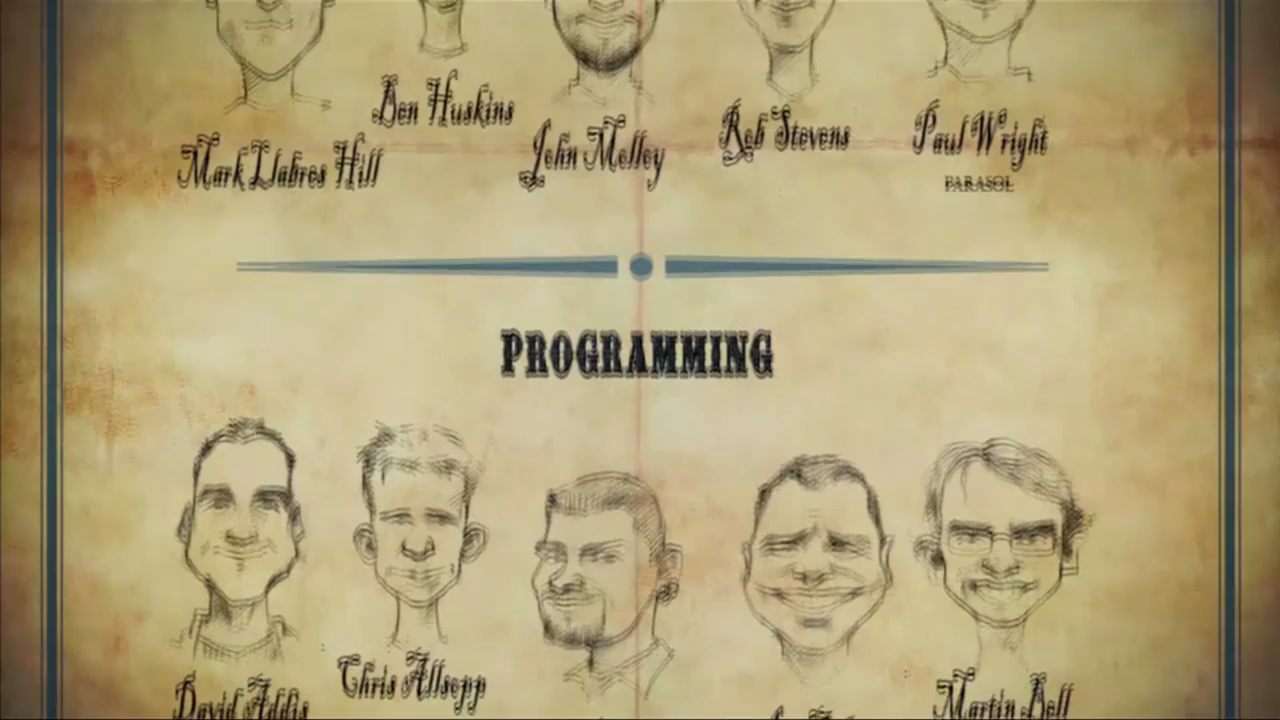 Ben Huskins
Mark Llabres Hill
John Molloy
Rob Stevens
Paul Wright
PARASOL
PROGRAMMING
David Addis
Chris Allsopp
Martin Bell